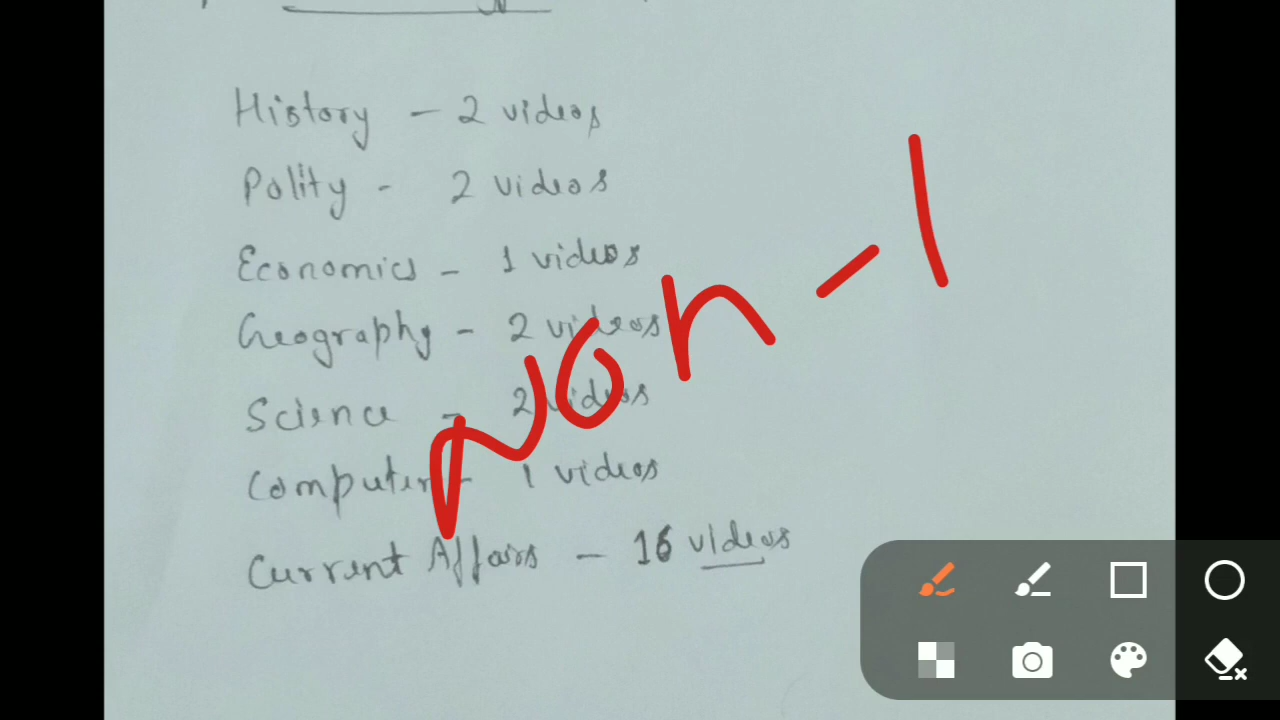 History - 2 videos
Polity - 2 videos
Economics - 1 videos
Geography - 2 videos
Science - 2 videos
Computer - 1 videos
Current Affairs - 16 videos
Non-1